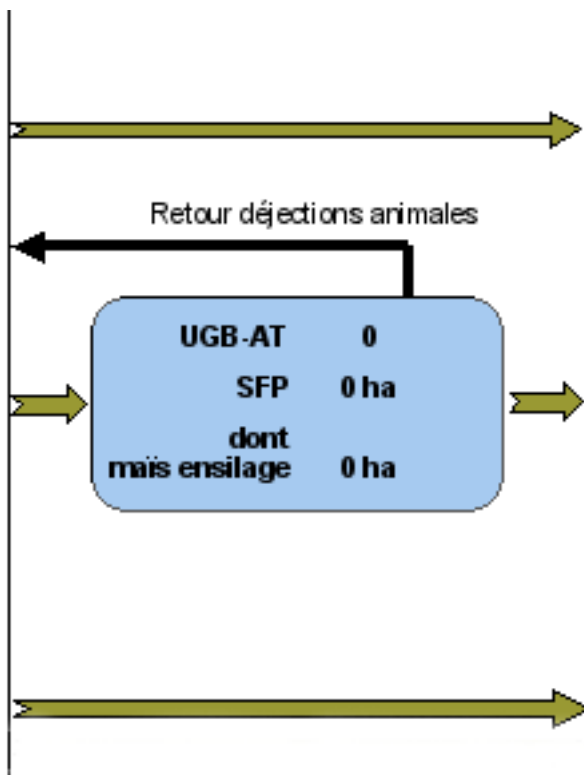 Retour déjections animales
UGB-AT 0
SFP 0 ha
dont
maïs ensilage 0 ha